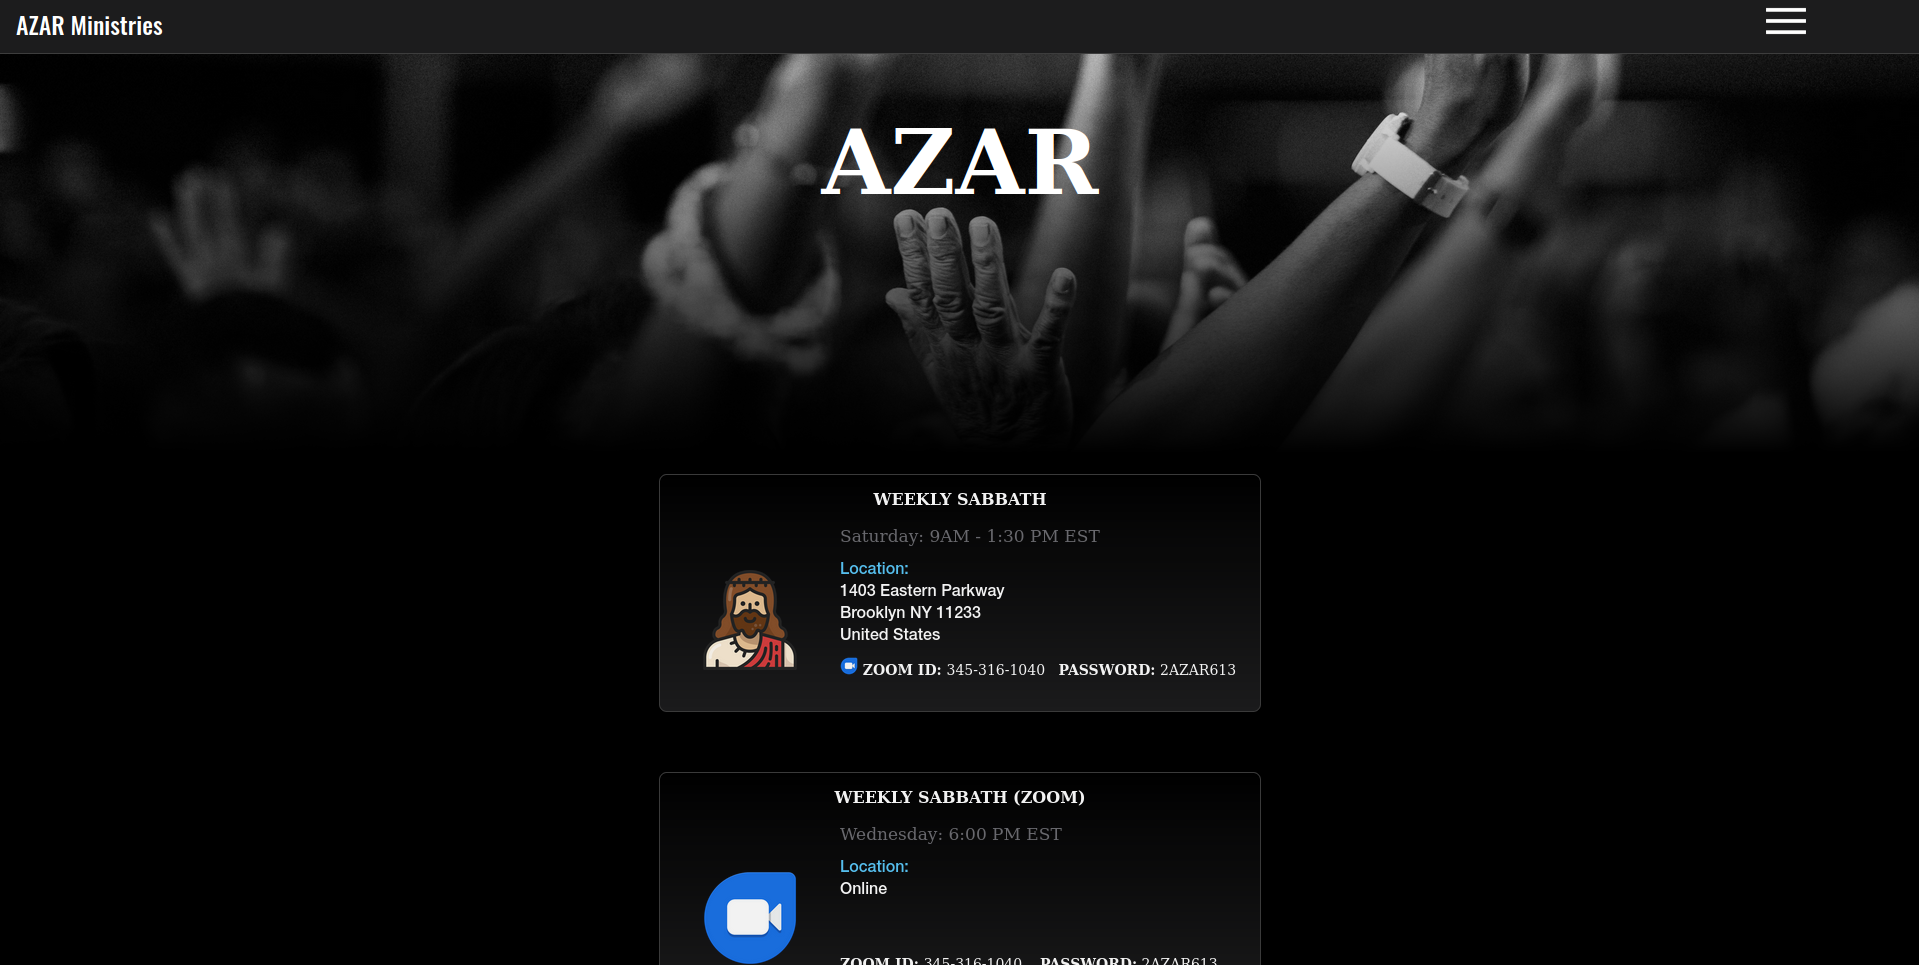 AZAR Ministries
AZAR
WEEKLY SABBATH
Saturday: 9AM - 1:30 PM EST
Location:
1403 Eastern Parkway
Brooklyn NY 11233
United States
ZOOM ID: 345-316-1040 PASSWORD: 2AZAR613
WEEKLY SABBATH (ZOOM)
Wednesday: 6:00 PM EST
Location:
Online
ZOOM ID: 345-316-1040 PASSWORD: 2AZAR613